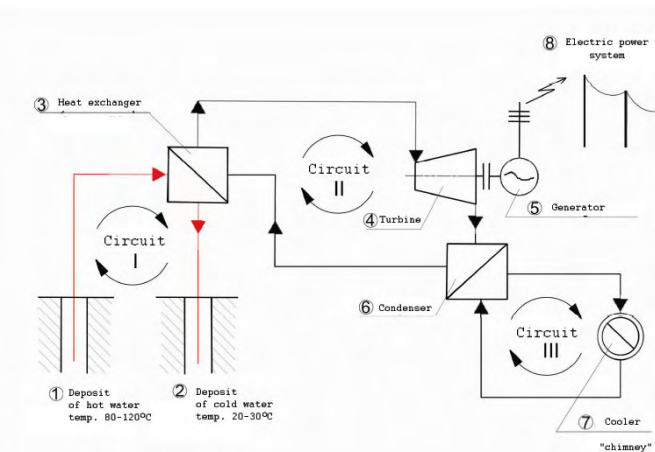 ⑧ Electric power
system
③ Heat exchanger
Circuit
II
④ Turbine
⑤ Generator
Circuit
I
⑥ Condenser
Circuit
III
① Deposit
of hot water
temp. 80-120ºC
② Deposit
of cold water
temp. 20-30ºC
⑦ Cooler
"chimney"